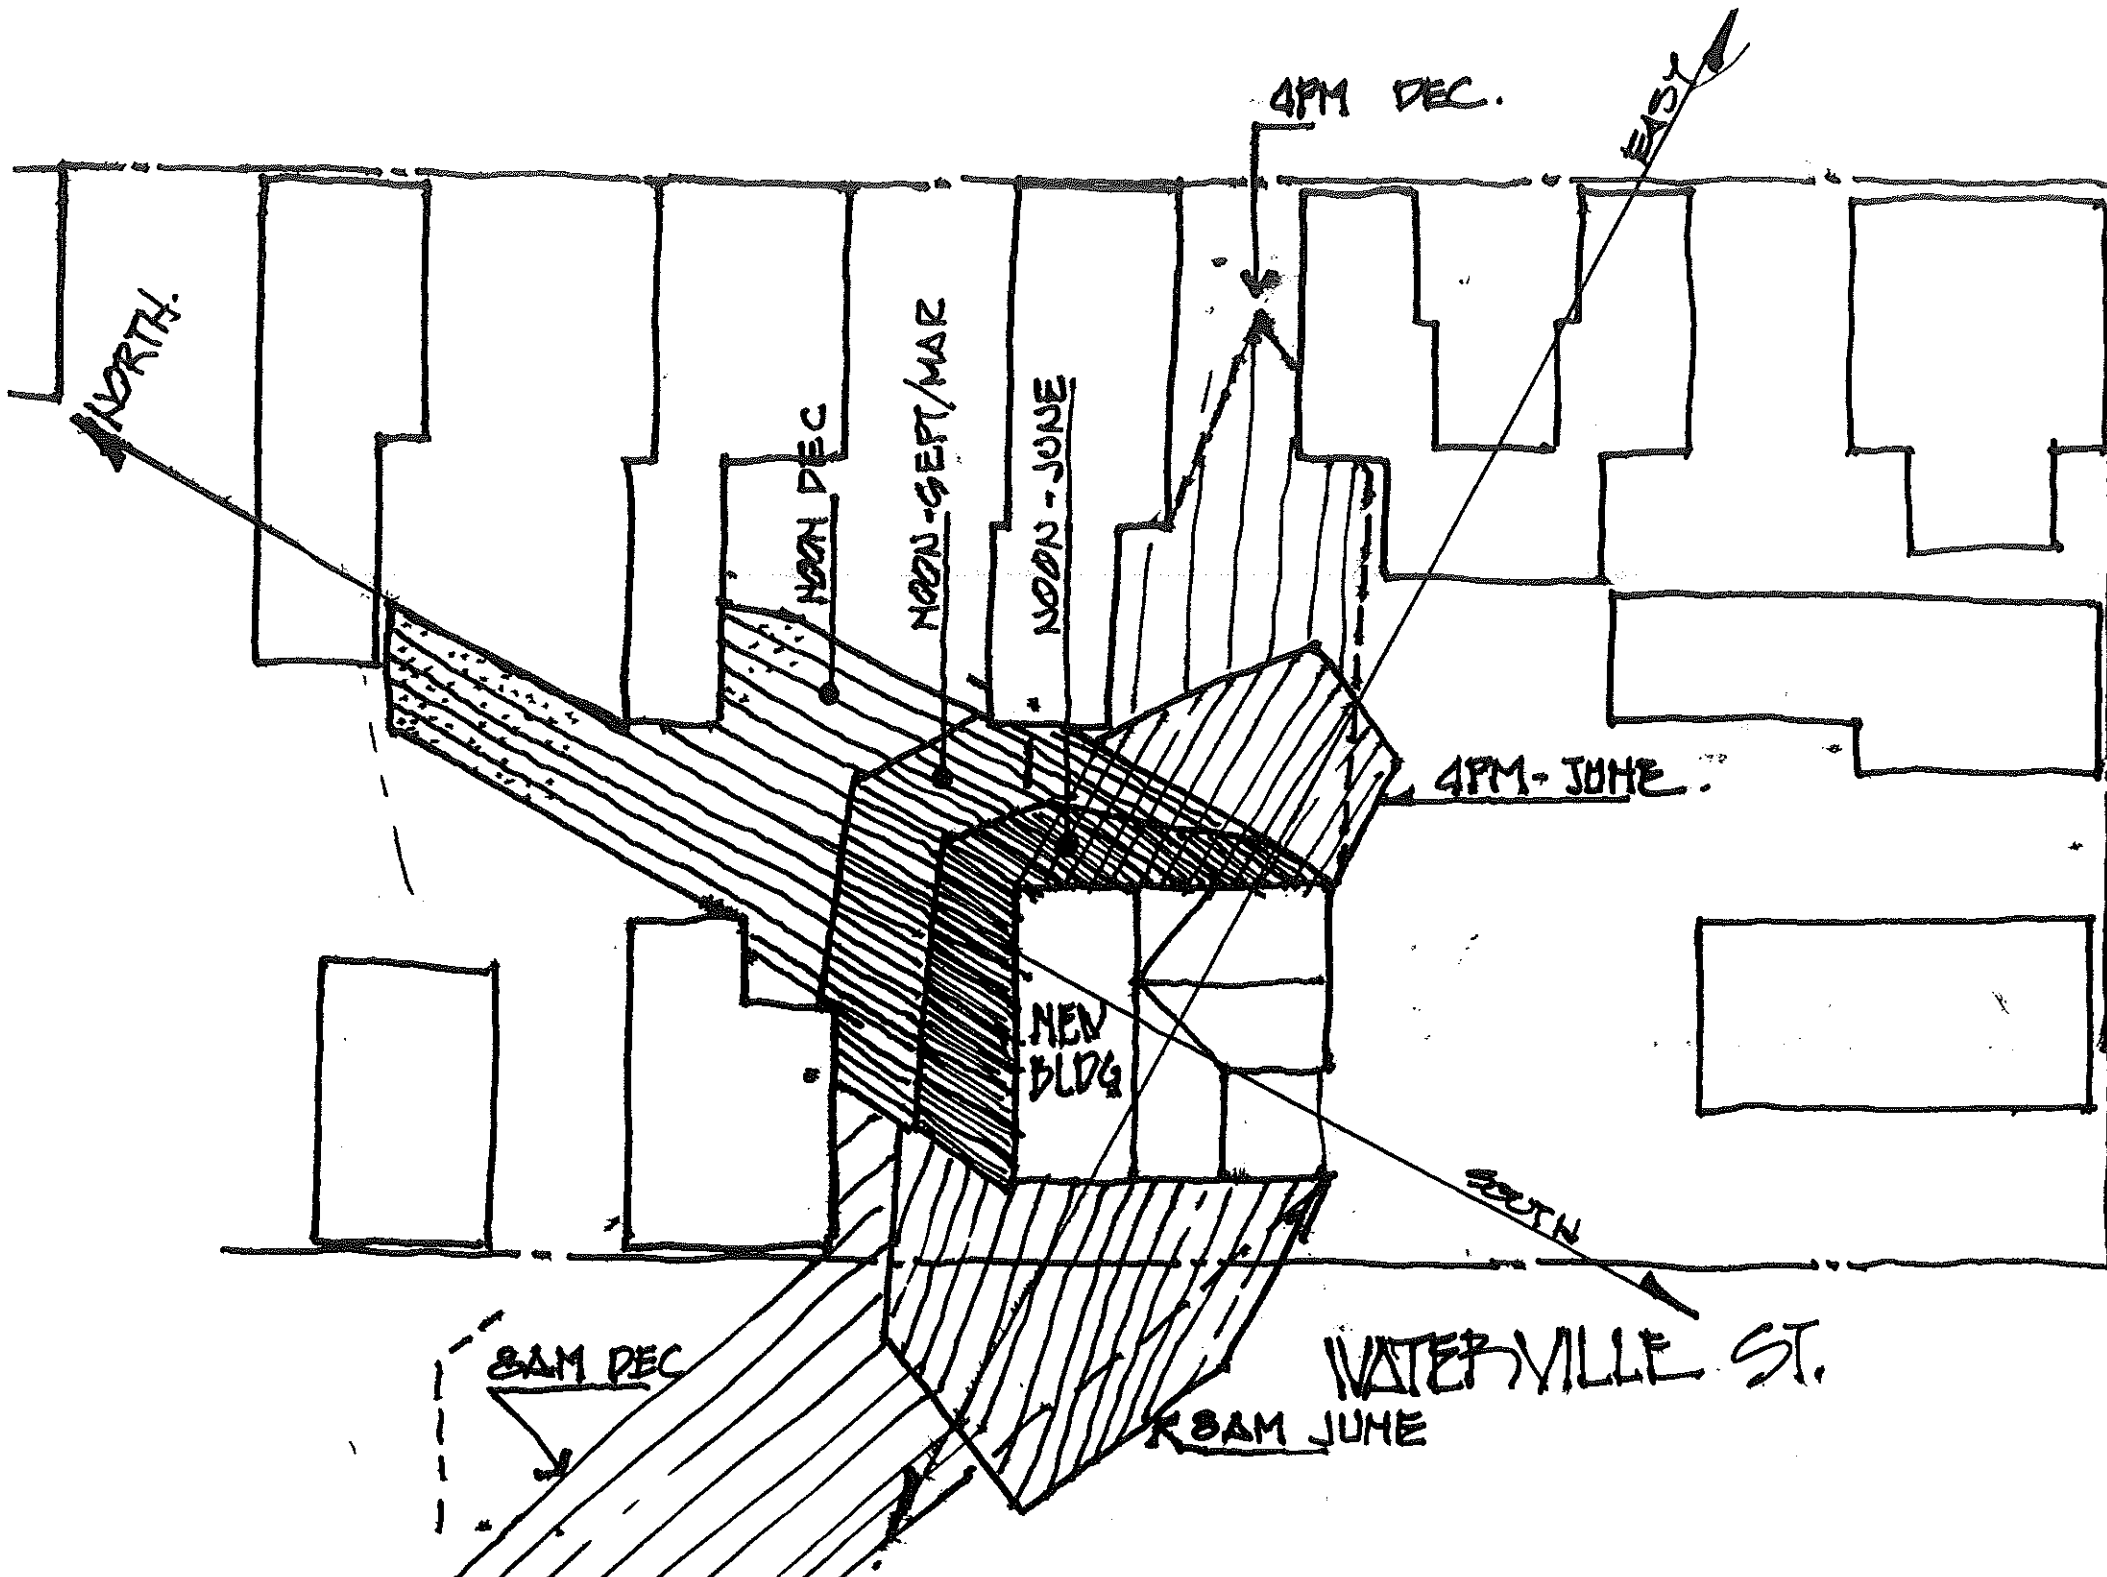 4PM DEC.
EAST
NORTH.
NOON DEC
NOON-SEPT/MAR
NOON-JUNE
4PM-JUNE.
NEW
BLDG
SOUTH
WATERVILLE ST.
8AM DEC
8AM JUNE